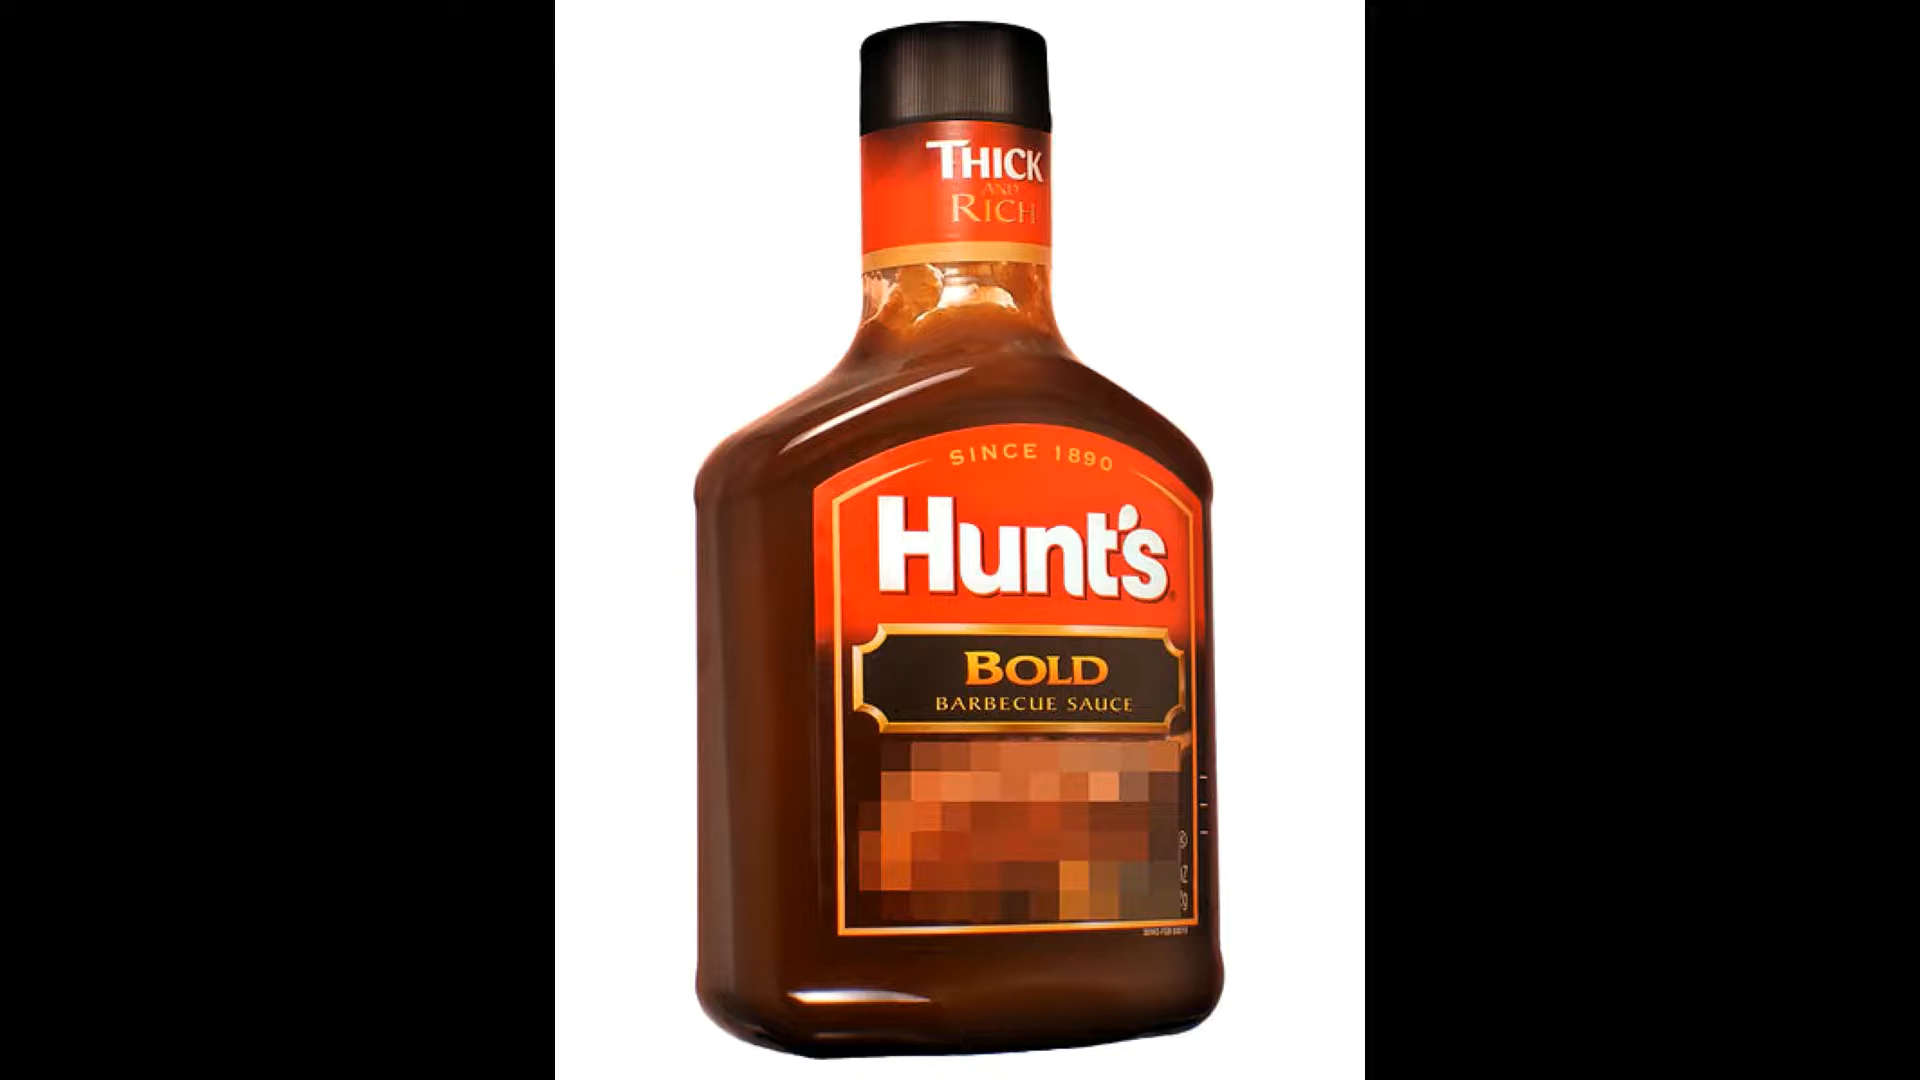 THICK
AND
RICH
SINCE 1890
Hunt's
BOLD
BARBECUE SAUCE